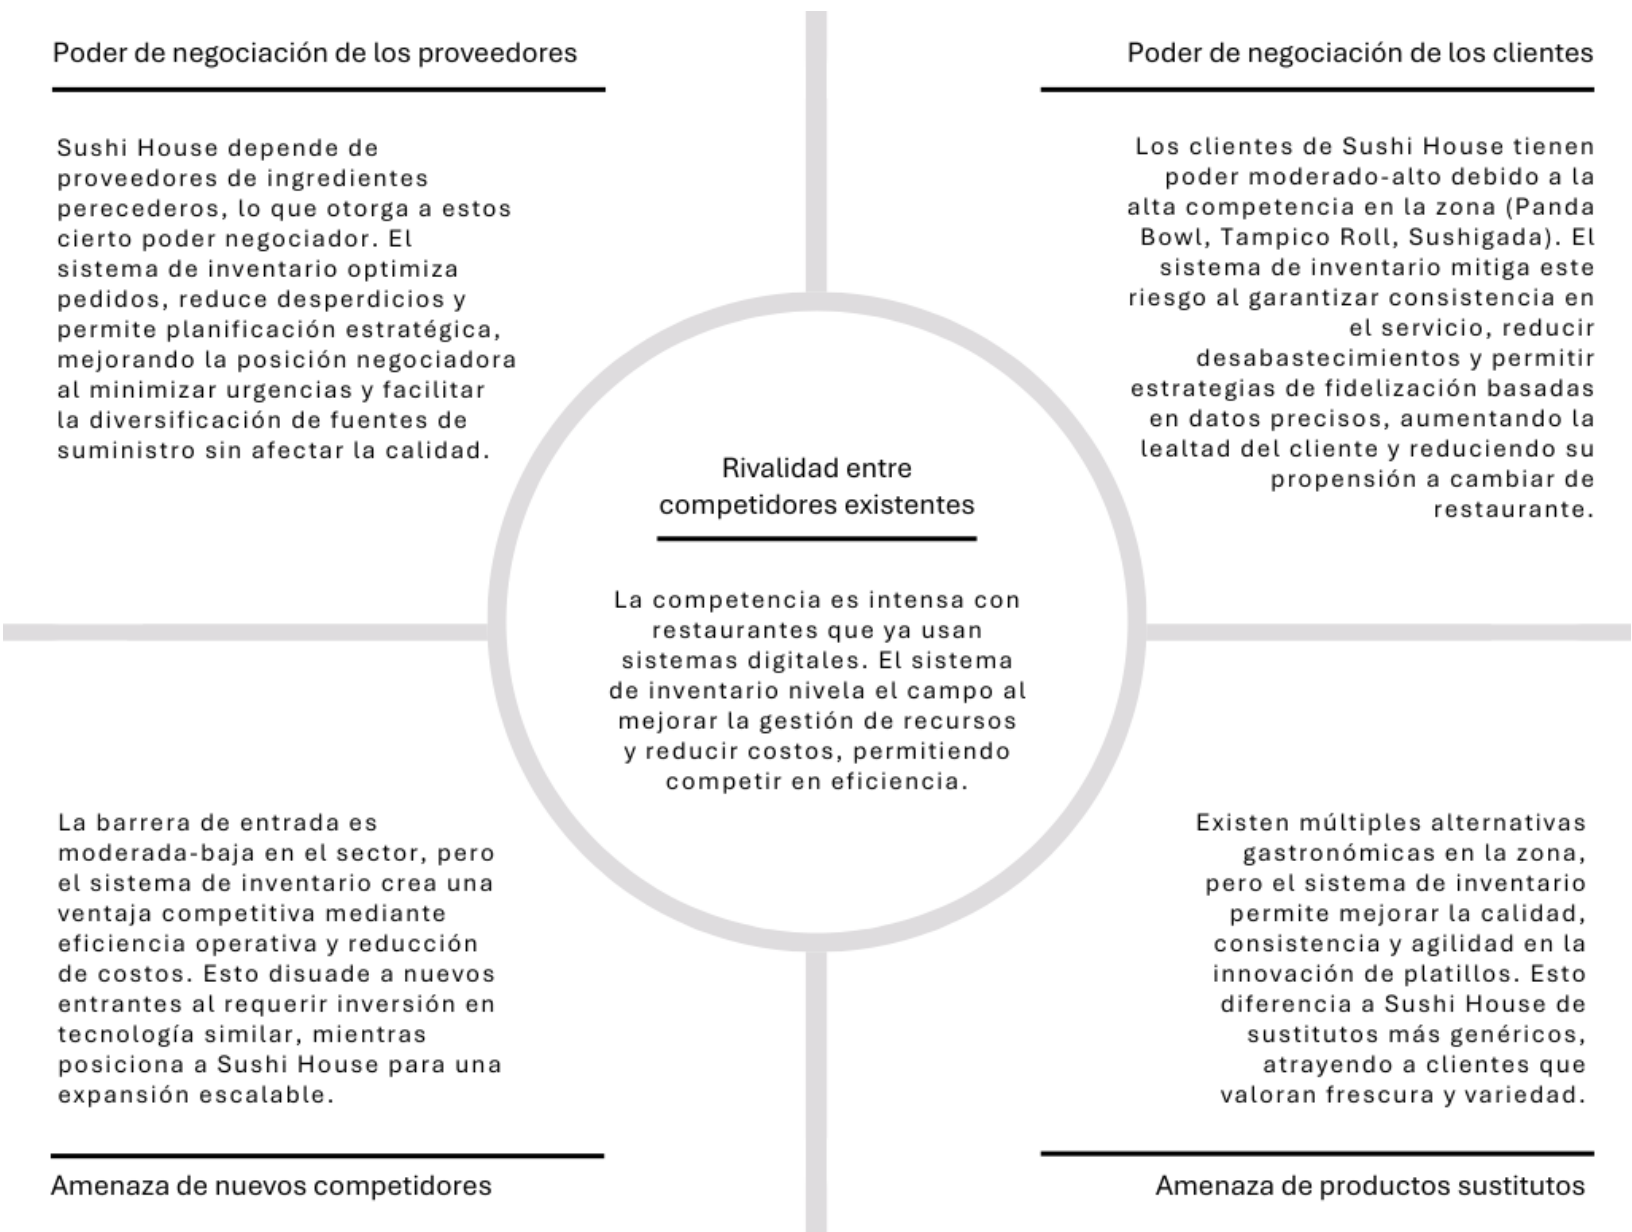 Poder de negociación de los proveedores
Sushi House depende de
proveedores de ingredientes
perecederos, lo que otorga a estos
cierto poder negociador. El
sistema de inventario optimiza
pedidos, reduce desperdicios y
permite planificación estratégica,
mejorando la posición negociadora
al minimizar urgencias y facilitar
la diversificación de fuentes de
suministro sin afectar la calidad.
Poder de negociación de los clientes
Los clientes de Sushi House tienen
poder moderado-alto debido a la
alta competencia en la zona (Panda
Bowl, Tampico Roll, Sushigada). El
sistema de inventario mitiga este
riesgo al garantizar consistencia en
el servicio, reducir
desabastecimientos y permitir
estrategias de fidelización basadas
en datos precisos, aumentando la
lealtad del cliente y reduciendo su
propensión a cambiar de
restaurante.
Rivalidad entre
competidores existentes
La competencia es intensa con
restaurantes que ya usan
sistemas digitales. El sistema
de inventario nivela el campo al
mejorar la gestión de recursos
y reducir costos, permitiendo
competir en eficiencia.
La barrera de entrada es
moderada-baja en el sector, pero
el sistema de inventario crea una
ventaja competitiva mediante
eficiencia operativa y reducción
de costos. Esto disuade a nuevos
entrantes al requerir inversión en
tecnología similar, mientras
posiciona a Sushi House para una
expansión escalable.
Amenaza de nuevos competidores
Existen múltiples alternativas
gastronómicas en la zona,
pero el sistema de inventario
permite mejorar la calidad,
consistencia y agilidad en la
innovación de platillos. Esto
diferencia a Sushi House de
sustitutos más genéricos,
atrayendo a clientes que
valoran frescura y variedad.
Amenaza de productos sustitutos